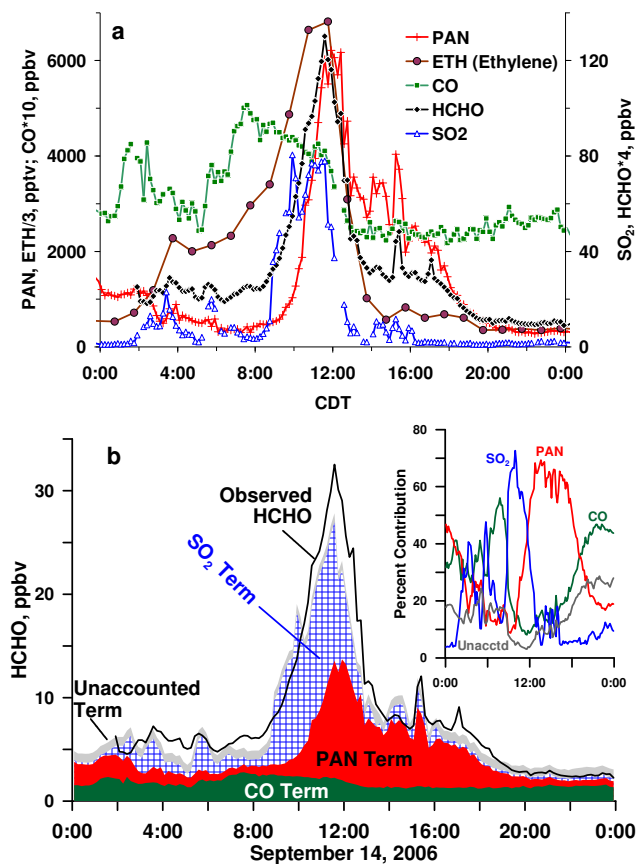 a
PAN
ETH (Ethylene)
CO
HCHO
SO2
PAN, ETH/3, pptv; CO*10, ppbv
6000
4000
2000
0
SO₂, HCHO*4, ppbv
120
80
40
0
0:00 4:00 8:00 12:00 16:00 20:00 0:00
CDT
b
HCHO, ppbv
30
20
10
0
Observed
HCHO
SO₂ Term
Unaccounted
Term
PAN Term
CO Term
0:00 4:00 8:00 12:00 16:00 20:00 0:00
September 14, 2006
Percent Contribution
80
60
40
20
0
SO₂
PAN
CO
Unacctd
0:00 12:00 0:00